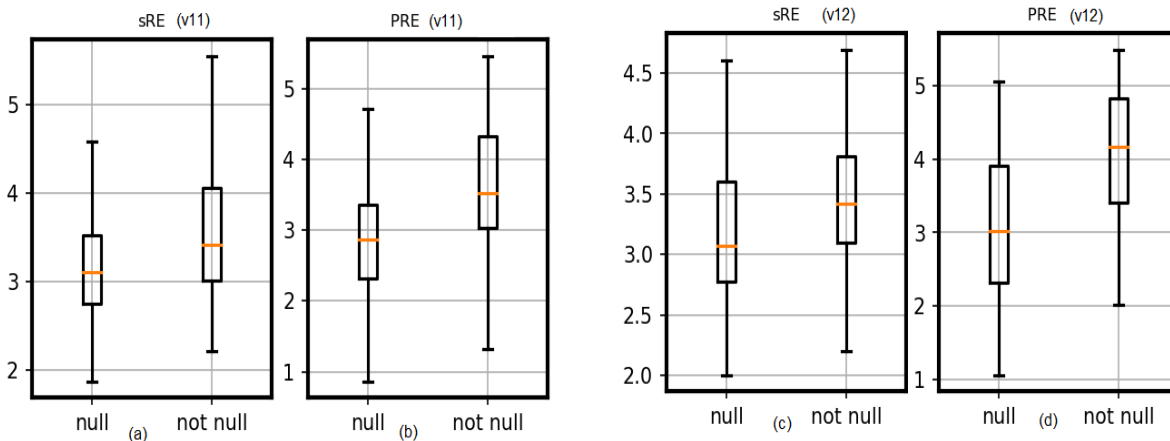 sRE (v11)
5
4
3
2
null
not null
(a)
PRE (v11)
5
4
3
2
1
null
not null
(b)
sRE (v12)
4.5
4.0
3.5
3.0
2.5
2.0
null
not null
(c)
PRE (v12)
5
4
3
2
1
null
not null
(d)